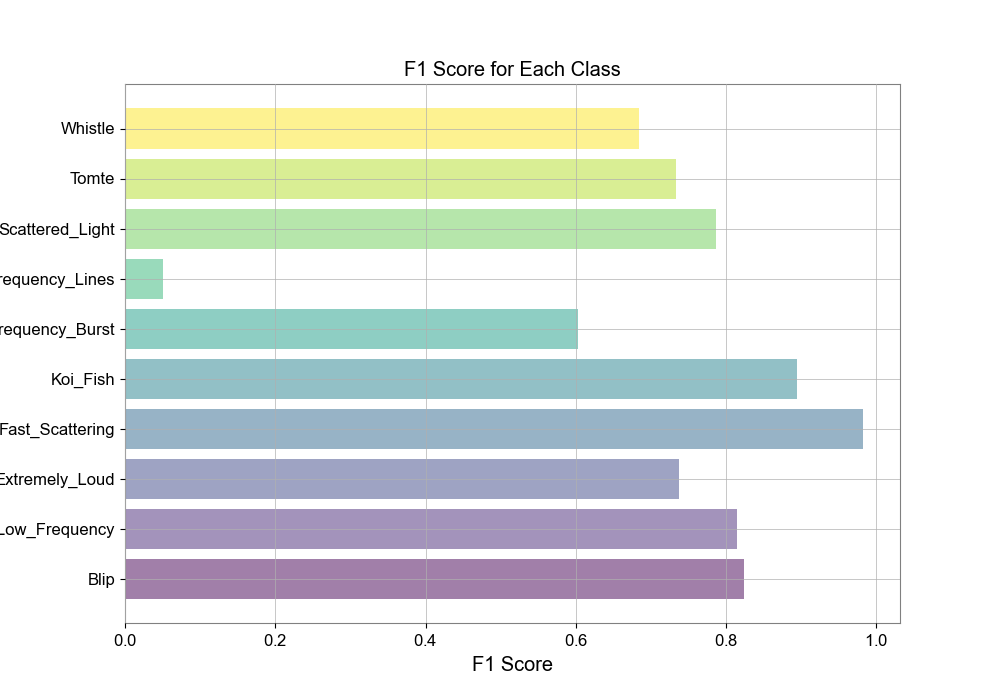 F1 Score for Each Class
Whistle
Tomte
Scattered_Light
requency_Lines
requency_Burst
Koi_Fish
Fast_Scattering
Extremely_Loud
Low_Frequency
Blip
0.0 0.2 0.4 0.6 0.8 1.0
F1 Score